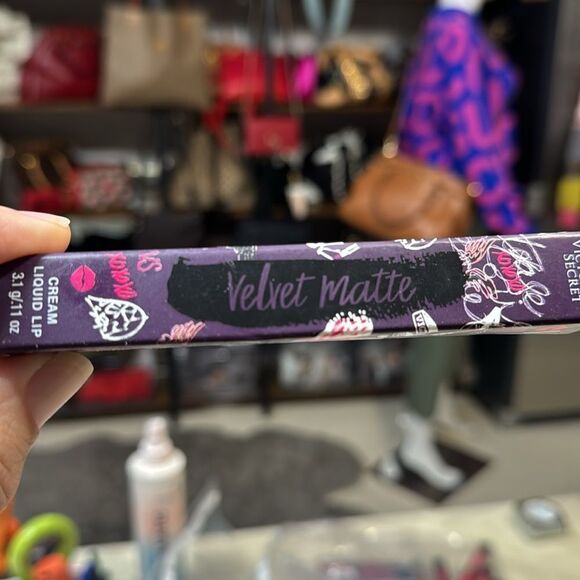 CREAM
LIQUID LIP
3.1 g/.11 oz
Velvet Matte
SECRET